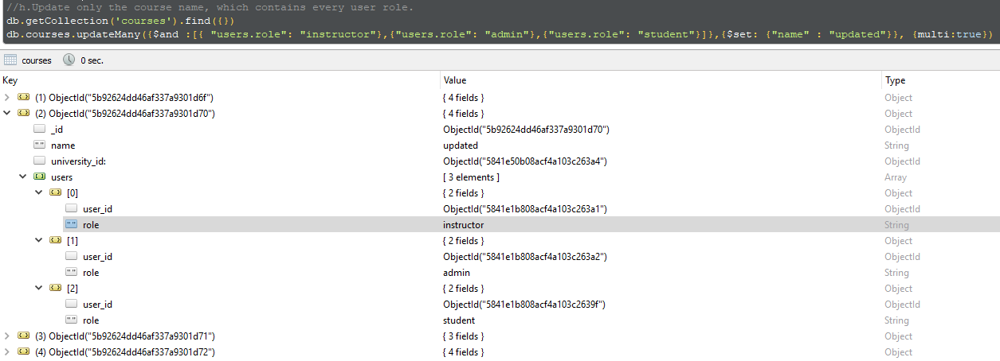 //h.Update only the course name, which contains every user role.
db.getCollection('courses').find({})
db.courses.updateMany({$and :[{ "users.role": "instructor"},{"users.role": "admin"},{"users.role": "student"}]},{$set: {"name" : "updated"}}, {multi:true})
courses 0 sec.
Key Value Type
(1) ObjectId("5b92624dd46af337a9301d6f") { 4 fields } Object
(2) ObjectId("5b92624dd46af337a9301d70") { 4 fields } Object
_id ObjectId("5b92624dd46af337a9301d70") ObjectId
name updated String
university_id: ObjectId("5841e50b08acf4a103c263a4") ObjectId
users [ 3 elements ] Array
[0] { 2 fields } Object
user_id ObjectId("5841e1b808acf4a103c263a1") ObjectId
role instructor String
[1] { 2 fields } Object
user_id ObjectId("5841e1b808acf4a103c263a2") ObjectId
role admin String
[2] { 2 fields } Object
user_id ObjectId("5841e1b808acf4a103c2639f") ObjectId
role student String
(3) ObjectId("5b92624dd46af337a9301d71") { 3 fields } Object
(4) ObjectId("5b92624dd46af337a9301d72") { 4 fields } Object